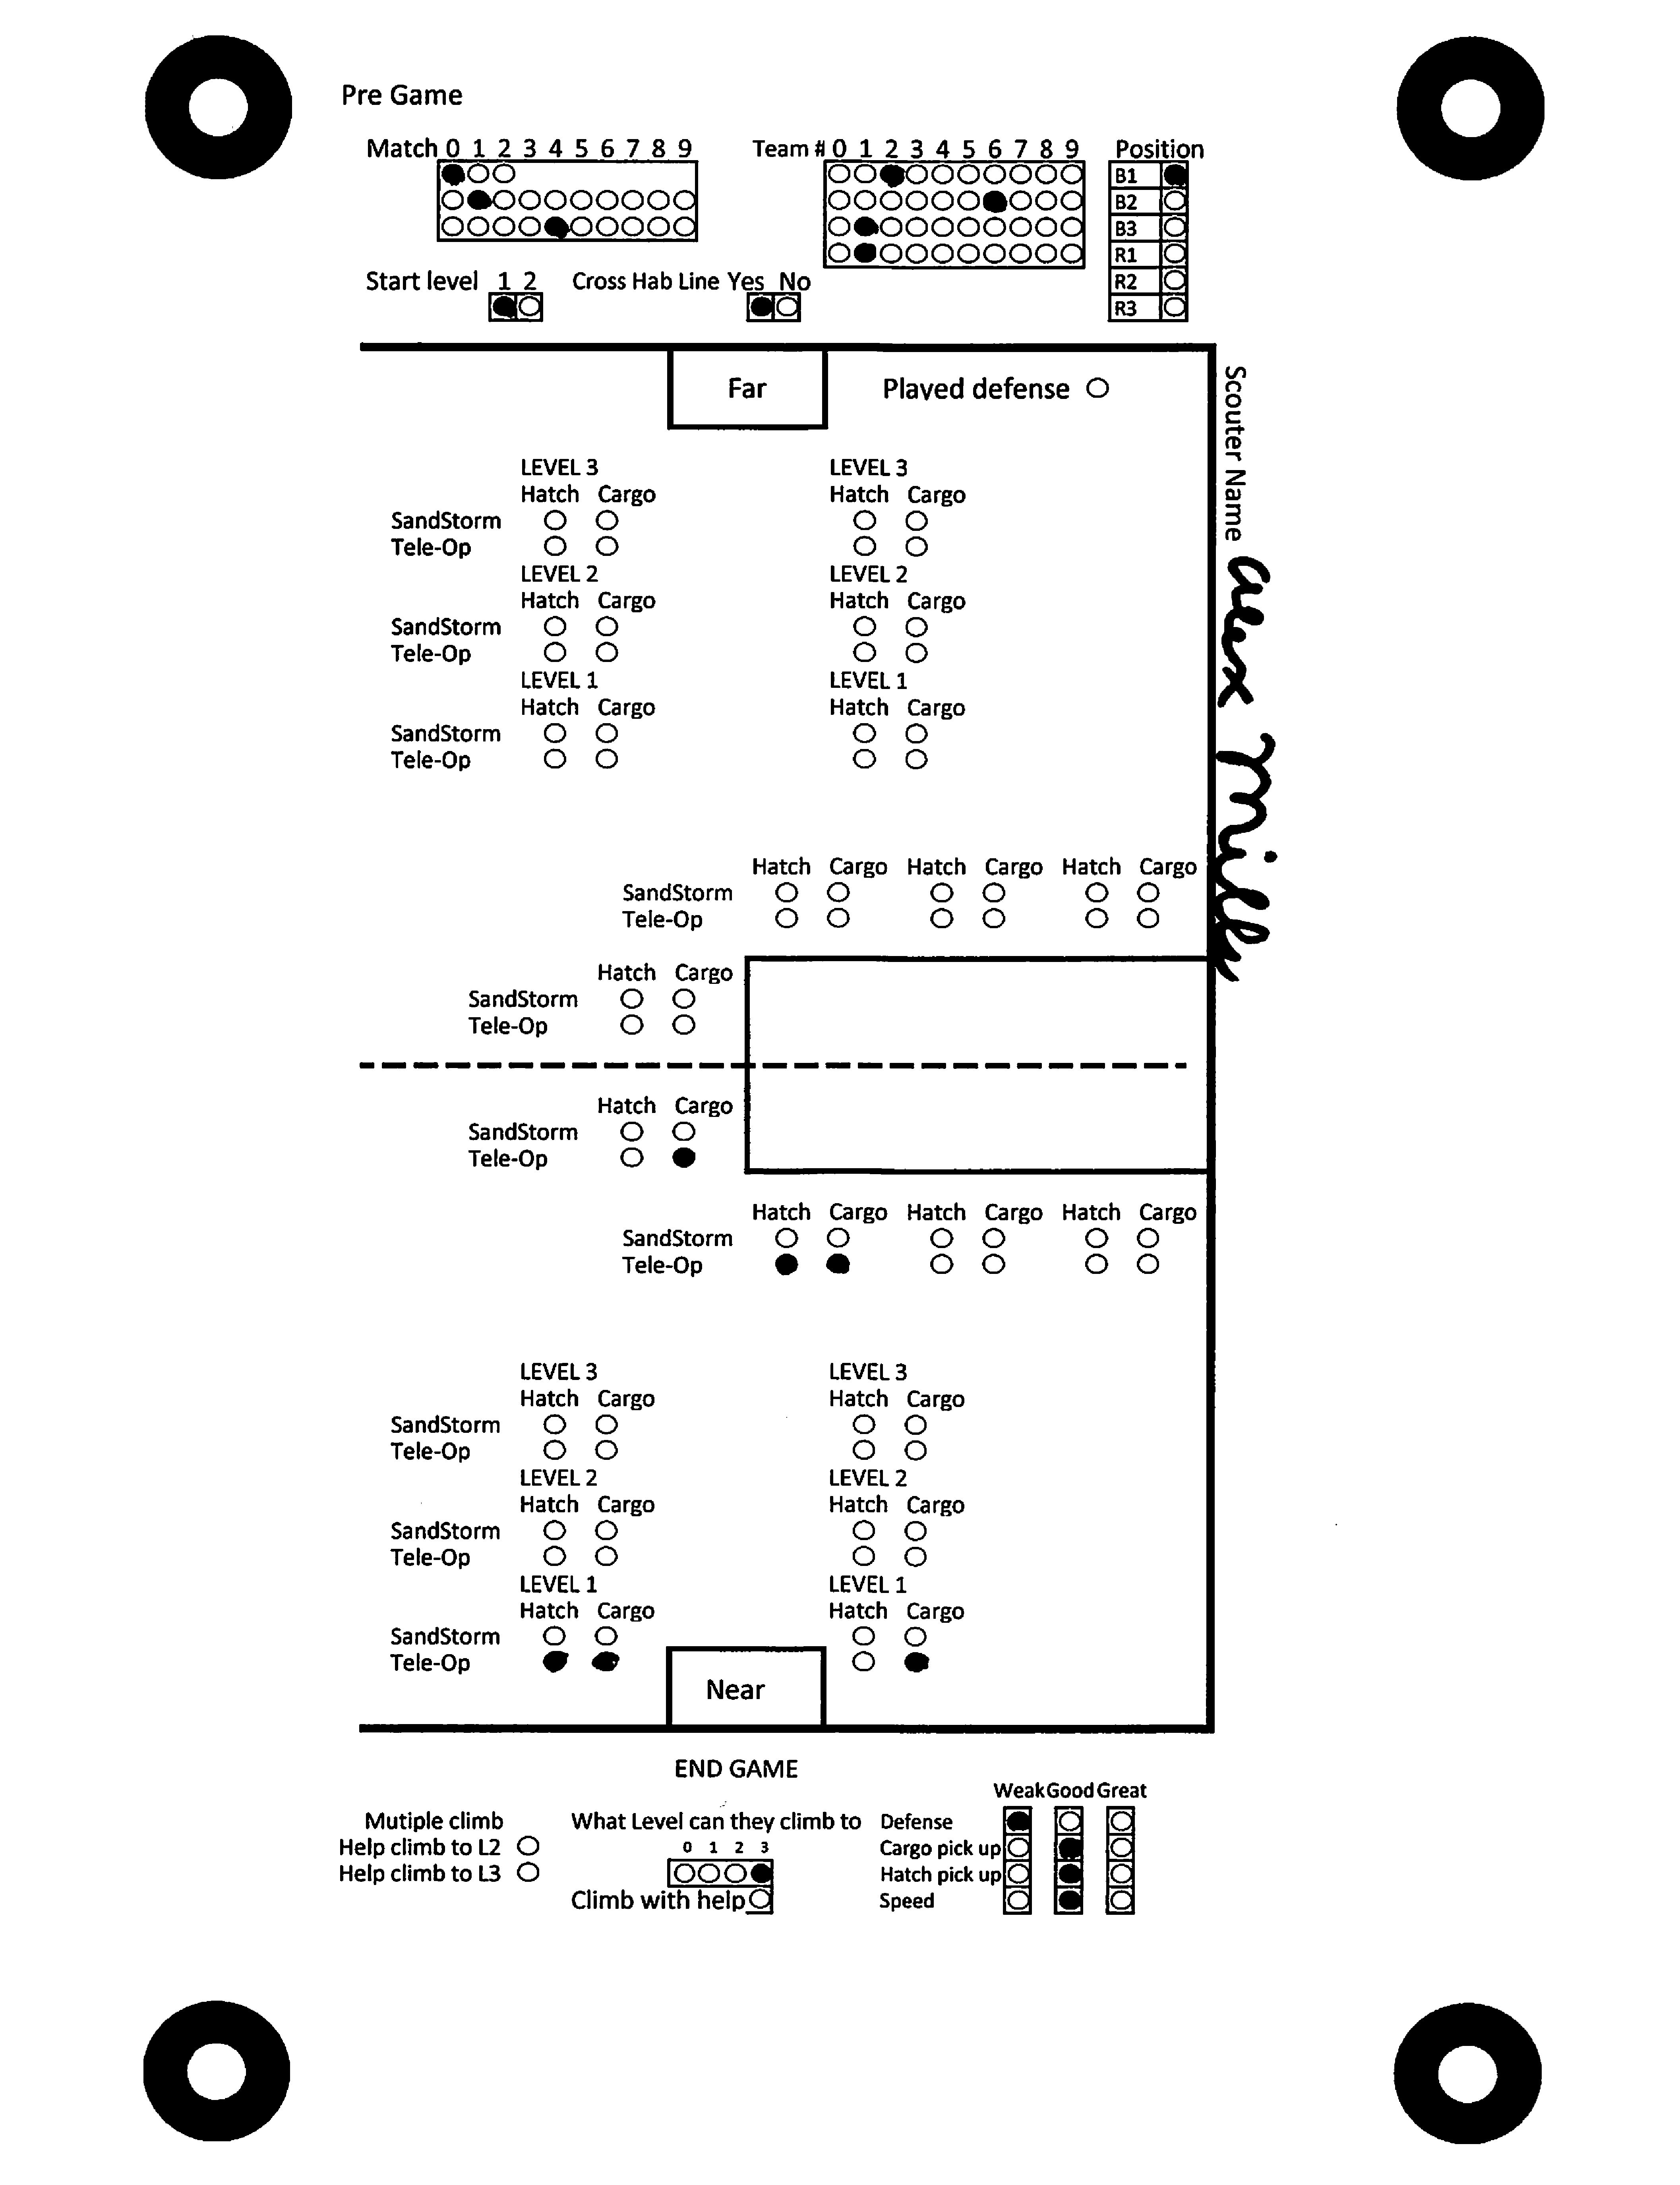 Pre Game
Match 0 1 2 3 4 5 6 7 8 9
Team # 0 1 2 3 4 5 6 7 8 9
Position
B1
B2
B3
R1
R2
R3
Start level 1 2
Cross Hab Line Yes No
Far
Played defense
Scouter Name alex
LEVEL 3 LEVEL 3
Hatch Cargo Hatch Cargo
SandStorm
Tele-Op
LEVEL 2 LEVEL 2
Hatch Cargo Hatch Cargo
SandStorm
Tele-Op
LEVEL 1 LEVEL 1
Hatch Cargo Hatch Cargo
SandStorm
Tele-Op
Hatch Cargo Hatch Cargo Hatch Cargo
SandStorm
Tele-Op
Hatch Cargo
SandStorm
Tele-Op
Hatch Cargo
SandStorm
Tele-Op
Hatch Cargo Hatch Cargo Hatch Cargo
SandStorm
Tele-Op
LEVEL 3 LEVEL 3
Hatch Cargo Hatch Cargo
SandStorm
Tele-Op
LEVEL 2 LEVEL 2
Hatch Cargo Hatch Cargo
SandStorm
Tele-Op
LEVEL 1 LEVEL 1
Hatch Cargo Hatch Cargo
SandStorm
Tele-Op
Near
END GAME
Mutiple climb
Help climb to L2
Help climb to L3
What Level can they climb to
0 1 2 3
Climb with help
Weak Good Great
Defense
Cargo pick up
Hatch pick up
Speed